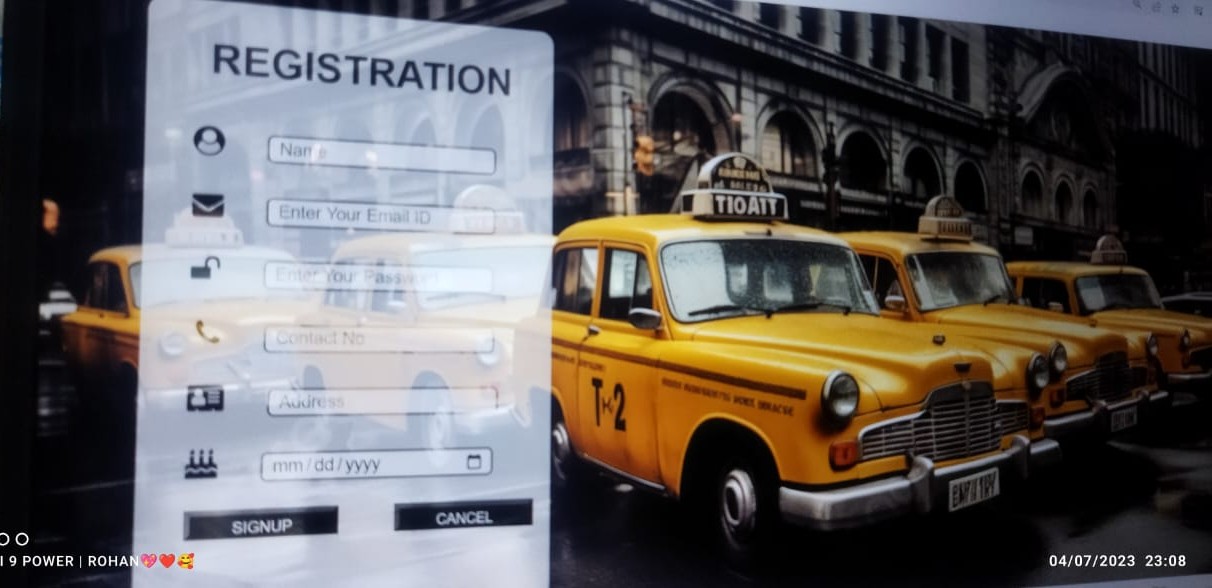 REGISTRATION
Name
Enter Your Email ID
Enter Your Password
Contact No
Address
mm/dd/yyyy
SIGNUP
CANCEL
TIOATT
T-2
I 9 POWER | ROHAN💖❤️🥰
04/07/2023 23:08